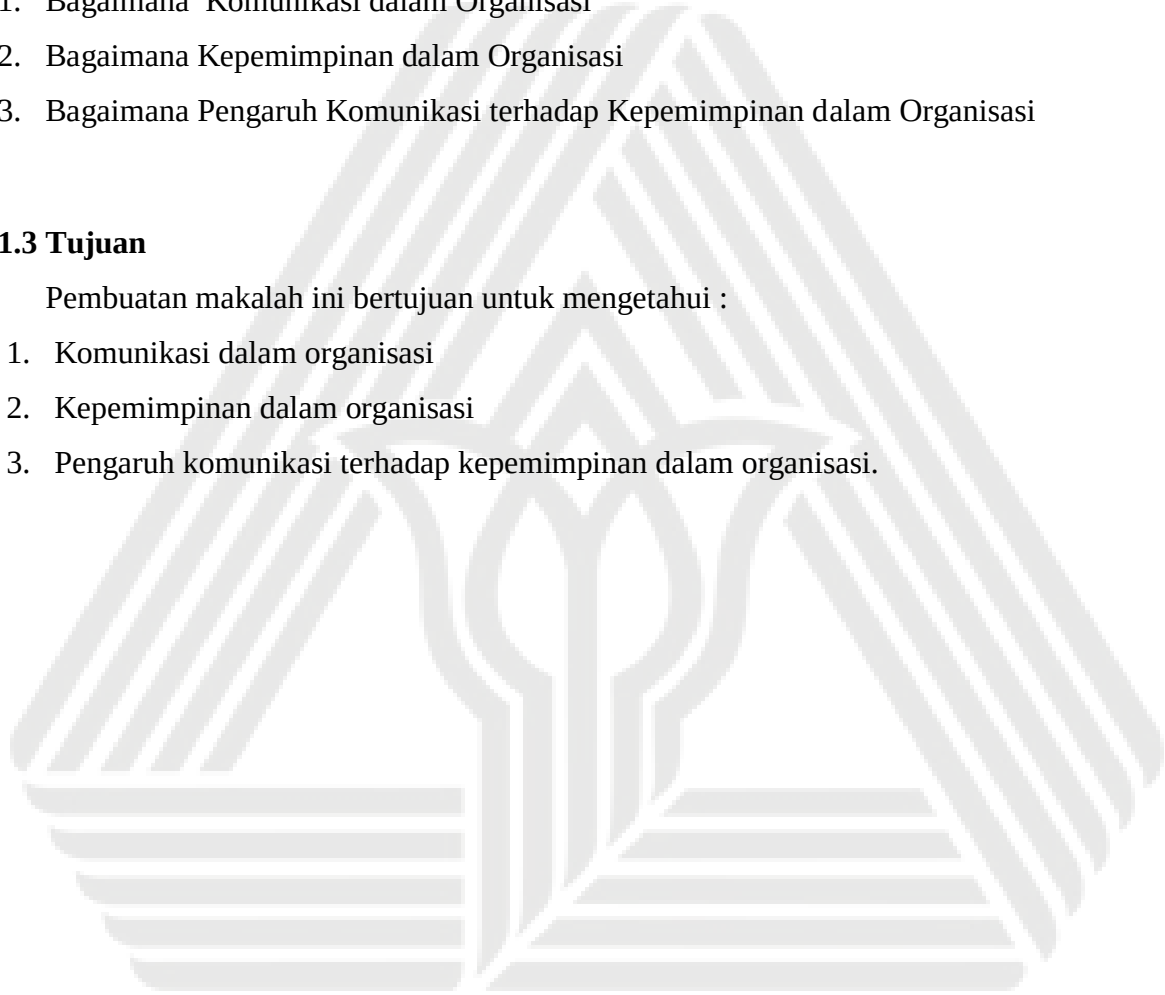 1. Bagaimana Komunikasi dalam Organisasi
2. Bagaimana Kepemimpinan dalam Organisasi
3. Bagaimana Pengaruh Komunikasi terhadap Kepemimpinan dalam Organisasi
1.3 Tujuan
Pembuatan makalah ini bertujuan untuk mengetahui :
1. Komunikasi dalam organisasi
2. Kepemimpinan dalam organisasi
3. Pengaruh komunikasi terhadap kepemimpinan dalam organisasi.